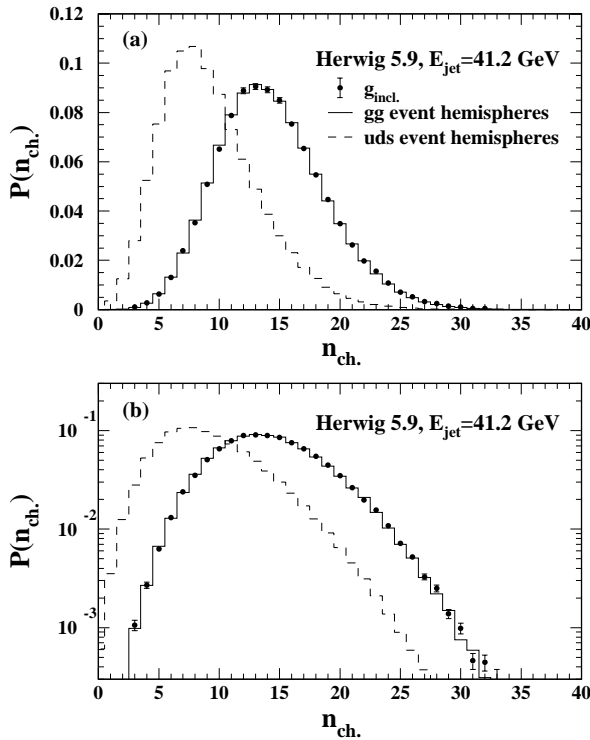 (a)
Herwig 5.9, E_jet=41.2 GeV
g_incl.
gg event hemispheres
uds event hemispheres
P(n_ch.)
0.12
0.1
0.08
0.06
0.04
0.02
0
0 5 10 15 20 25 30 35 40
n_ch.
(b)
Herwig 5.9, E_jet=41.2 GeV
P(n_ch.)
10^-1
10^-2
10^-3
0 5 10 15 20 25 30 35 40
n_ch.